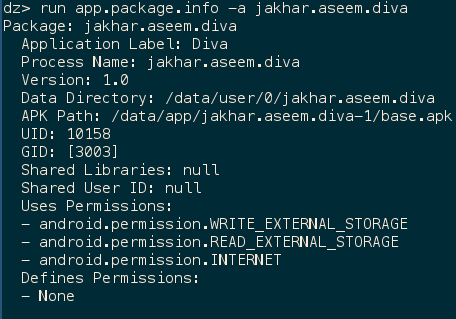 dz> run app.package.info -a jakhar.aseem.diva
Package: jakhar.aseem.diva
  Application Label: Diva
  Process Name: jakhar.aseem.diva
  Version: 1.0
  Data Directory: /data/user/0/jakhar.aseem.diva
  APK Path: /data/app/jakhar.aseem.diva-1/base.apk
  UID: 10158
  GID: [3003]
  Shared Libraries: null
  Shared User ID: null
  Uses Permissions:
  - android.permission.WRITE_EXTERNAL_STORAGE
  - android.permission.READ_EXTERNAL_STORAGE
  - android.permission.INTERNET
  Defines Permissions:
  - None